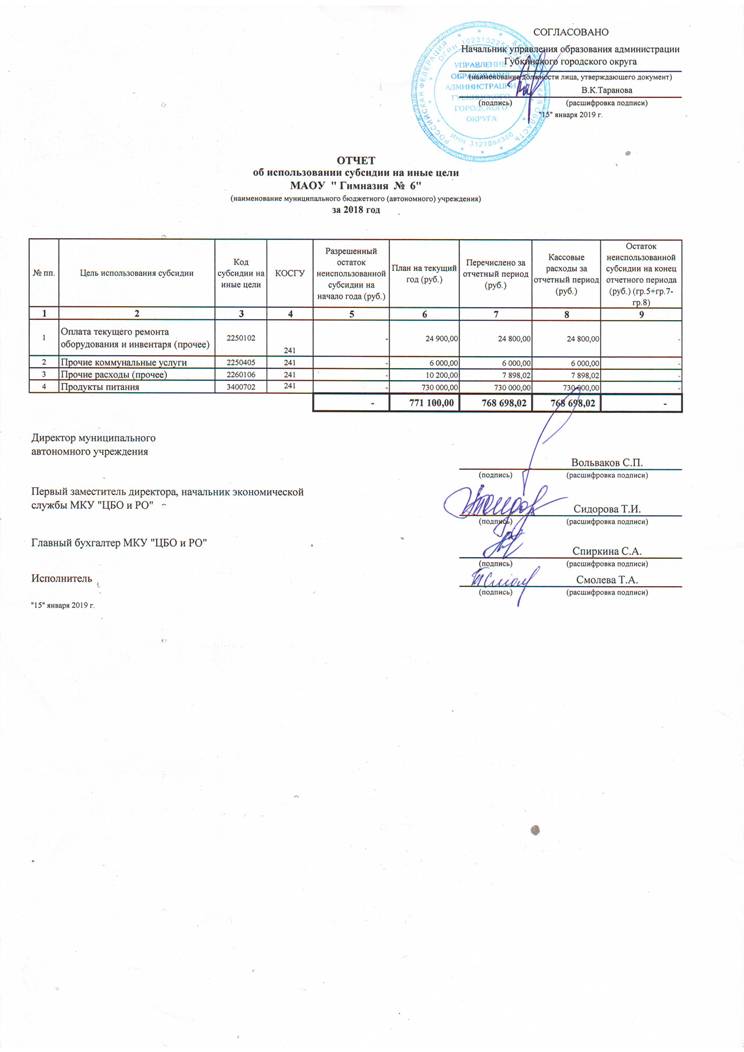 СОГЛАСОВАНО
Начальник управления образования администрации
Губкинского городского округа
(наименование должности лица, утверждающего документ)
В.К.Таранова
(подпись) (расшифровка подписи)
"15" января 2019 г.
УПРАВЛЕНИЕ
ОБРАЗОВАНИЯ
АДМИНИСТРАЦИИ
ГОРОДСКОГО
ОКРУГА
РОССИЙСКАЯ ФЕДЕРАЦИЯ
ОТЧЕТ
об использовании субсидии на иные цели
МАОУ " Гимназия № 6"
(наименование муниципального бюджетного (автономного) учреждения)
за 2018 год
№ пп. Цель использования субсидии Код субсидии на иные цели КОСГУ Разрешенный остаток неиспользованной субсидии на начало года (руб.) План на текущий год (руб.) Перечислено за отчетный период (руб.) Кассовые расходы за отчетный период (руб.) Остаток неиспользованной субсидии на конец отчетного периода (руб.) (гр.5+гр.7-гр.8)
1 2 3 4 5 6 7 8 9
1 Оплата текущего ремонта оборудования и инвентаря (прочее) 2250102 241 - 24 900,00 24 800,00 24 800,00 -
2 Прочие коммунальные услуги 2250405 241 - 6 000,00 6 000,00 6 000,00 -
3 Прочие расходы (прочее) 2260106 241 - 10 200,00 7 898,02 7 898,02 -
4 Продукты питания 3400702 241 - 730 000,00 730 000,00 730 000,00 -
- 771 100,00 768 698,02 768 698,02 -
Директор муниципального
автономного учреждения
Вольваков С.П.
(подпись) (расшифровка подписи)
Первый заместитель директора, начальник экономической
службы МКУ "ЦБО и РО"
Сидорова Т.И.
(подпись) (расшифровка подписи)
Главный бухгалтер МКУ "ЦБО и РО"
Спиркина С.А.
(подпись) (расшифровка подписи)
Исполнитель
Смолева Т.А.
(подпись) (расшифровка подписи)
"15" января 2019 г.